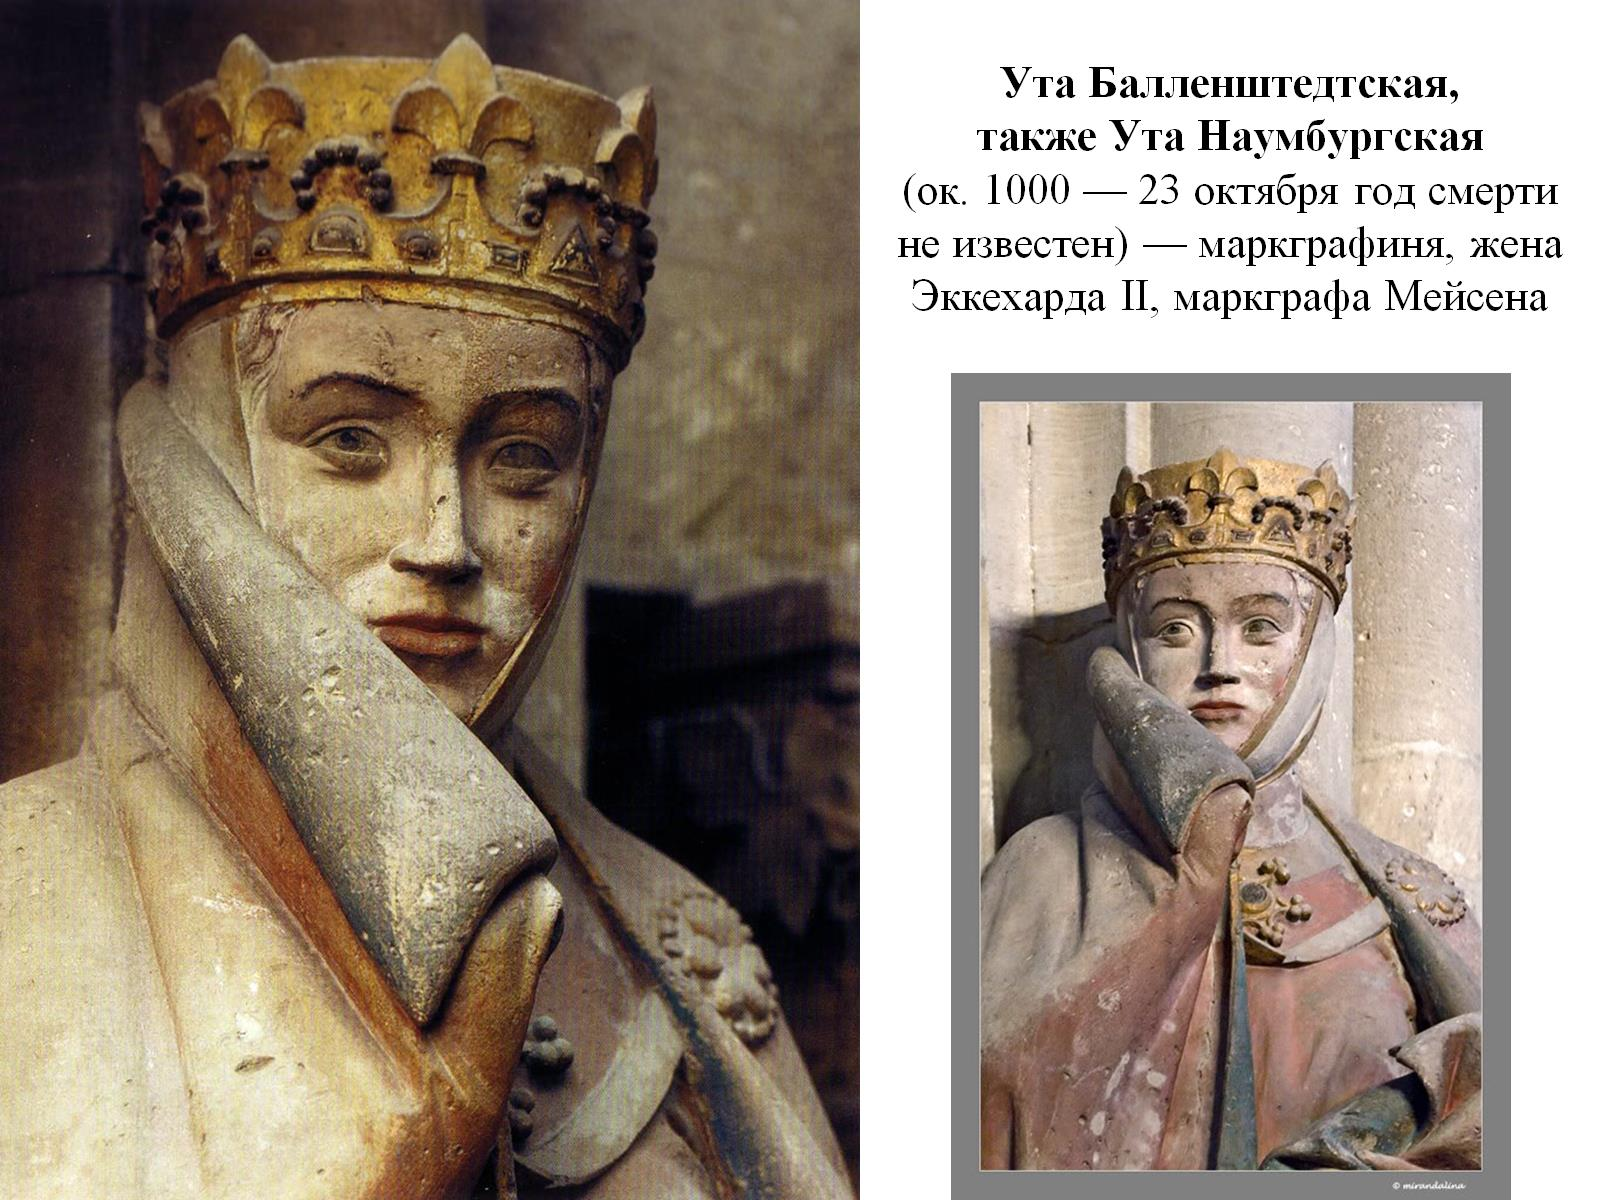 Ута Балленштедтская,
также Ута Наумбургская
(ок. 1000 — 23 октября год смерти
не известен) — маркграфиня, жена
Эккехарда II, маркграфа Мейсена
© mirandalina